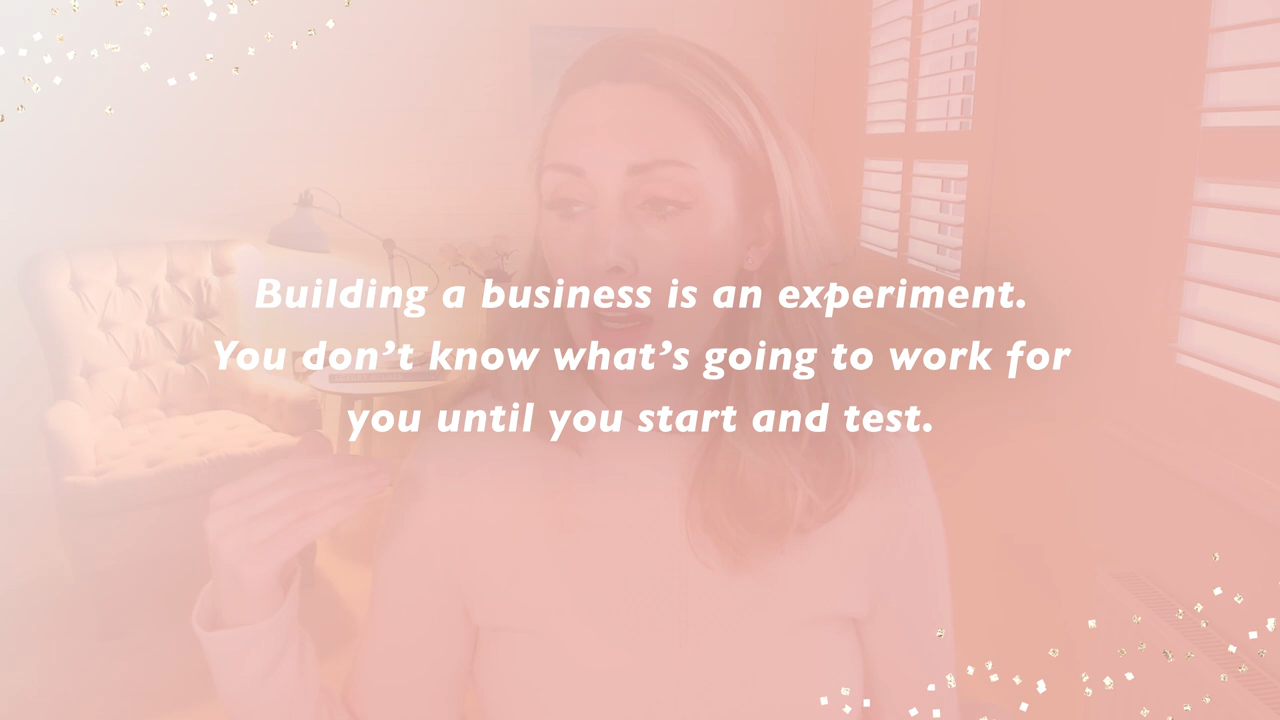 Building a business is an experiment.
You don’t know what’s going to work for
you until you start and test.